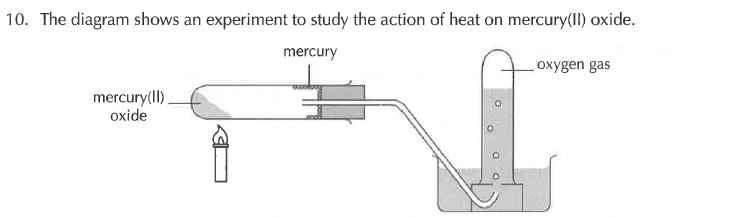 10. The diagram shows an experiment to study the action of heat on mercury(II) oxide.
mercury
oxygen gas
mercury(II)
oxide